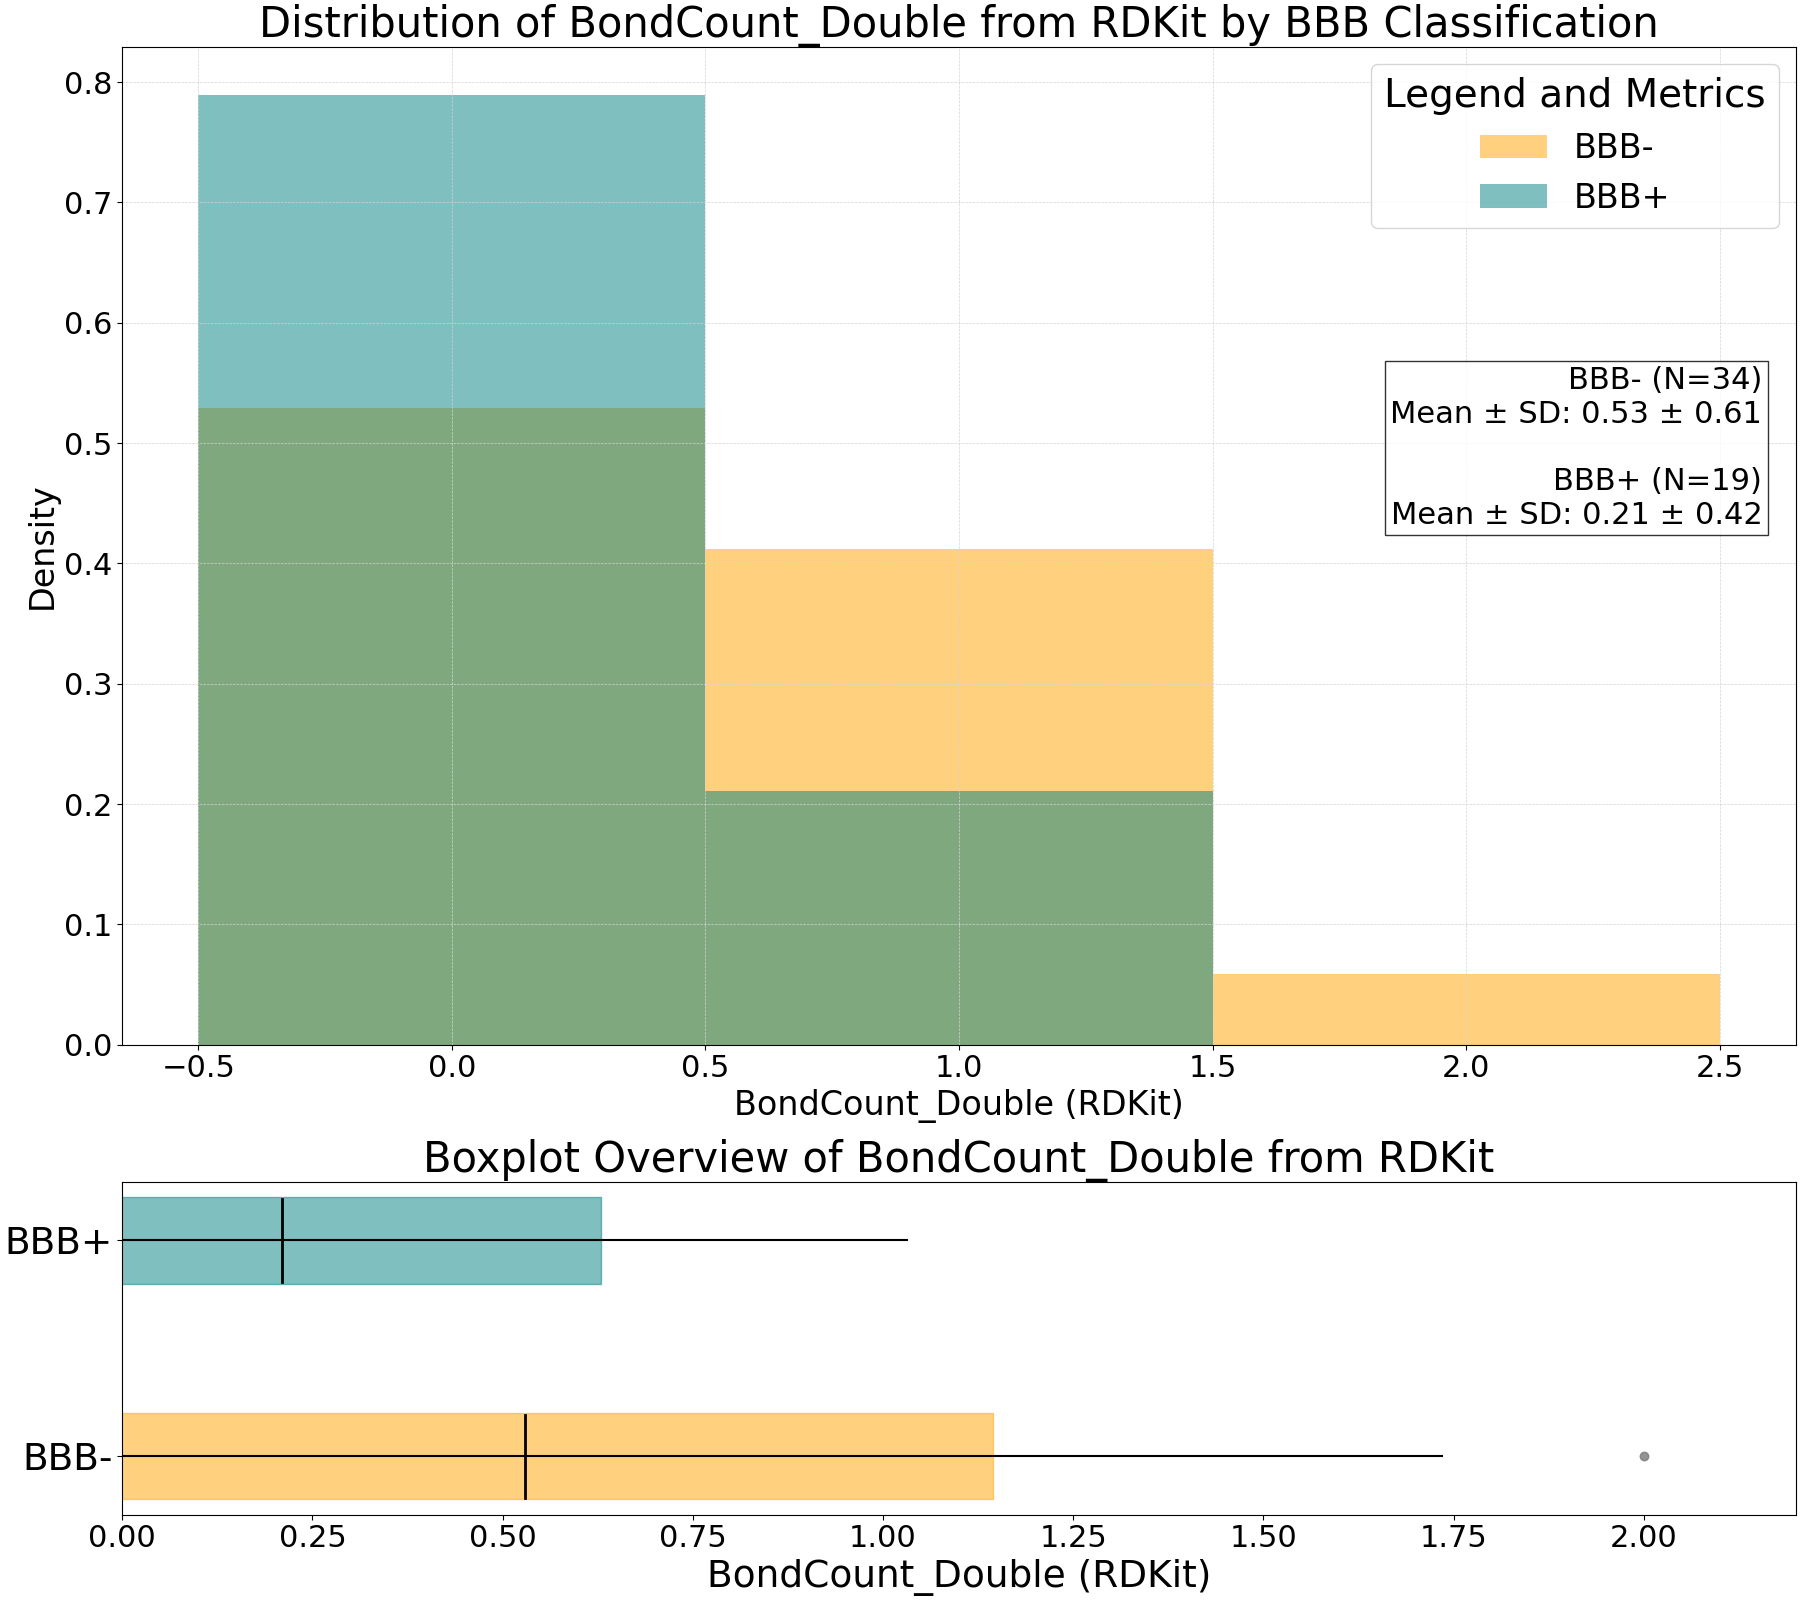 Distribution of BondCount_Double from RDKit by BBB Classification
Legend and Metrics
BBB-
BBB+
BBB- (N=34)
Mean ± SD: 0.53 ± 0.61
BBB+ (N=19)
Mean ± SD: 0.21 ± 0.42
Density
0.8
0.7
0.6
0.5
0.4
0.3
0.2
0.1
0.0
−0.5 0.0 0.5 1.0 1.5 2.0 2.5
BondCount_Double (RDKit)
Boxplot Overview of BondCount_Double from RDKit
BBB+
BBB-
0.00 0.25 0.50 0.75 1.00 1.25 1.50 1.75 2.00
BondCount_Double (RDKit)